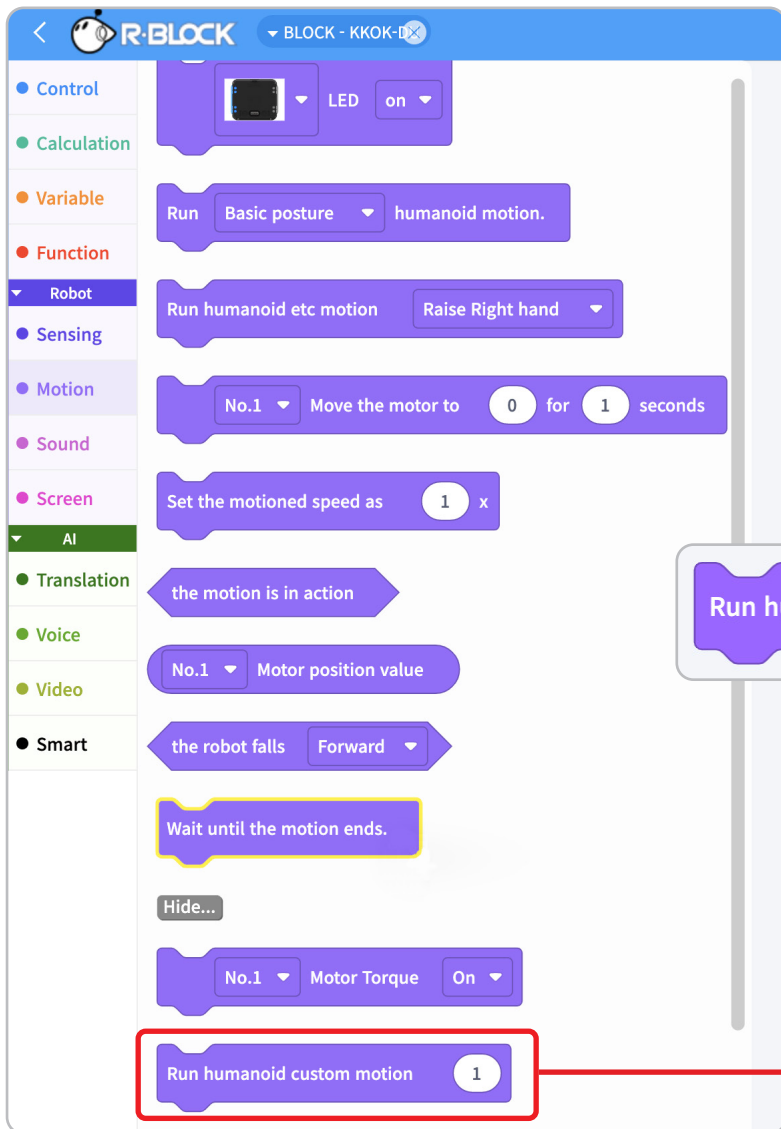 R·BLOCK
BLOCK - KKOK-D
Control
Calculation
Variable
Function
Robot
Sensing
Motion
Sound
Screen
AI
Translation
Voice
Video
Smart
LED on
Run Basic posture humanoid motion.
Run humanoid etc motion Raise Right hand
No.1 Move the motor to 0 for 1 seconds
Set the motioned speed as 1 x
the motion is in action
No.1 Motor position value
the robot falls Forward
Wait until the motion ends.
Hide...
No.1 Motor Torque On
Run humanoid custom motion 1
Run